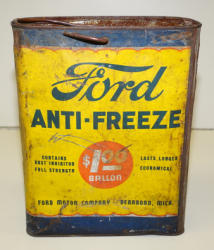 Ford
ANTI-FREEZE
$1.00
GALLON
CONTAINS
RUST INHIBITOR
FULL STRENGTH
LASTS LONGER
ECONOMICAL
FORD MOTOR COMPANY DEARBORN, MICH.